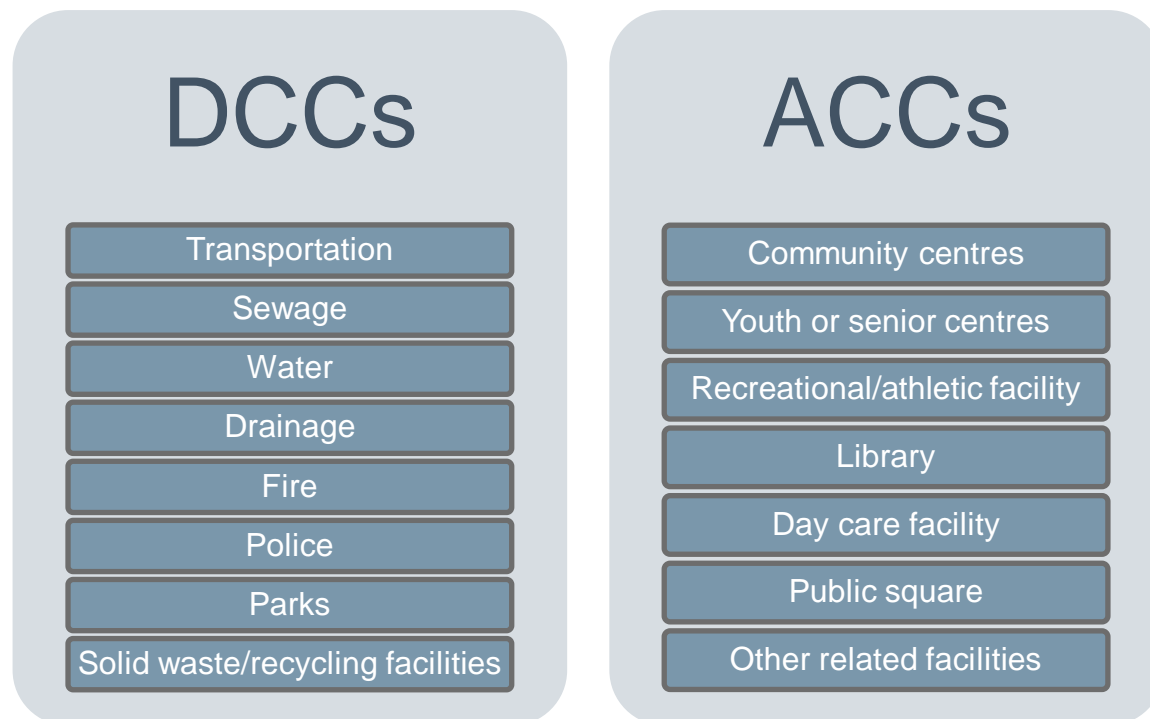 DCCs
Transportation
Sewage
Water
Drainage
Fire
Police
Parks
Solid waste/recycling facilities
ACCs
Community centres
Youth or senior centres
Recreational/athletic facility
Library
Day care facility
Public square
Other related facilities